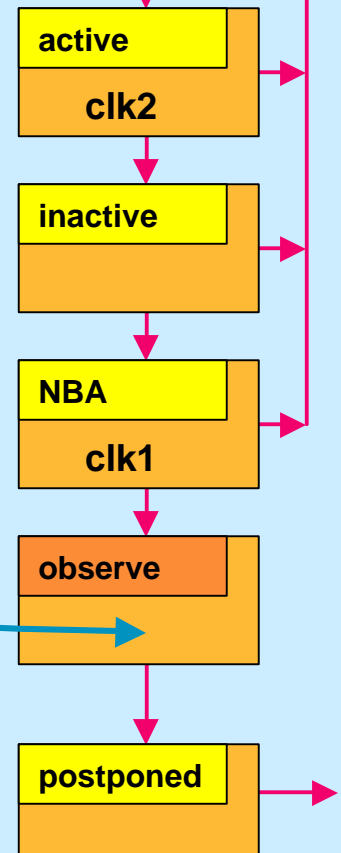 active
clk2
inactive
NBA
clk1
observe
postponed